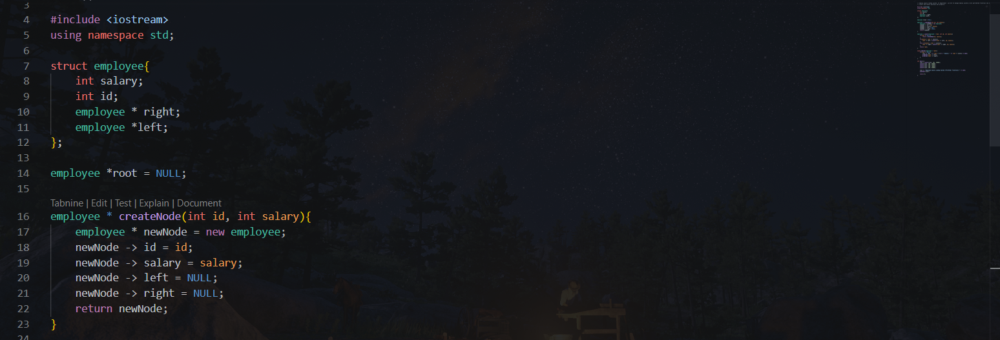 3
4 #include <iostream>
5 using namespace std;
6
7 struct employee{
8     int salary;
9     int id;
10     employee * right;
11     employee *left;
12 };
13
14 employee *root = NULL;
15
Tabnine | Edit | Test | Explain | Document
16 employee * createNode(int id, int salary){
17     employee * newNode = new employee;
18     newNode -> id = id;
19     newNode -> salary = salary;
20     newNode -> left = NULL;
21     newNode -> right = NULL;
22     return newNode;
23 }
24